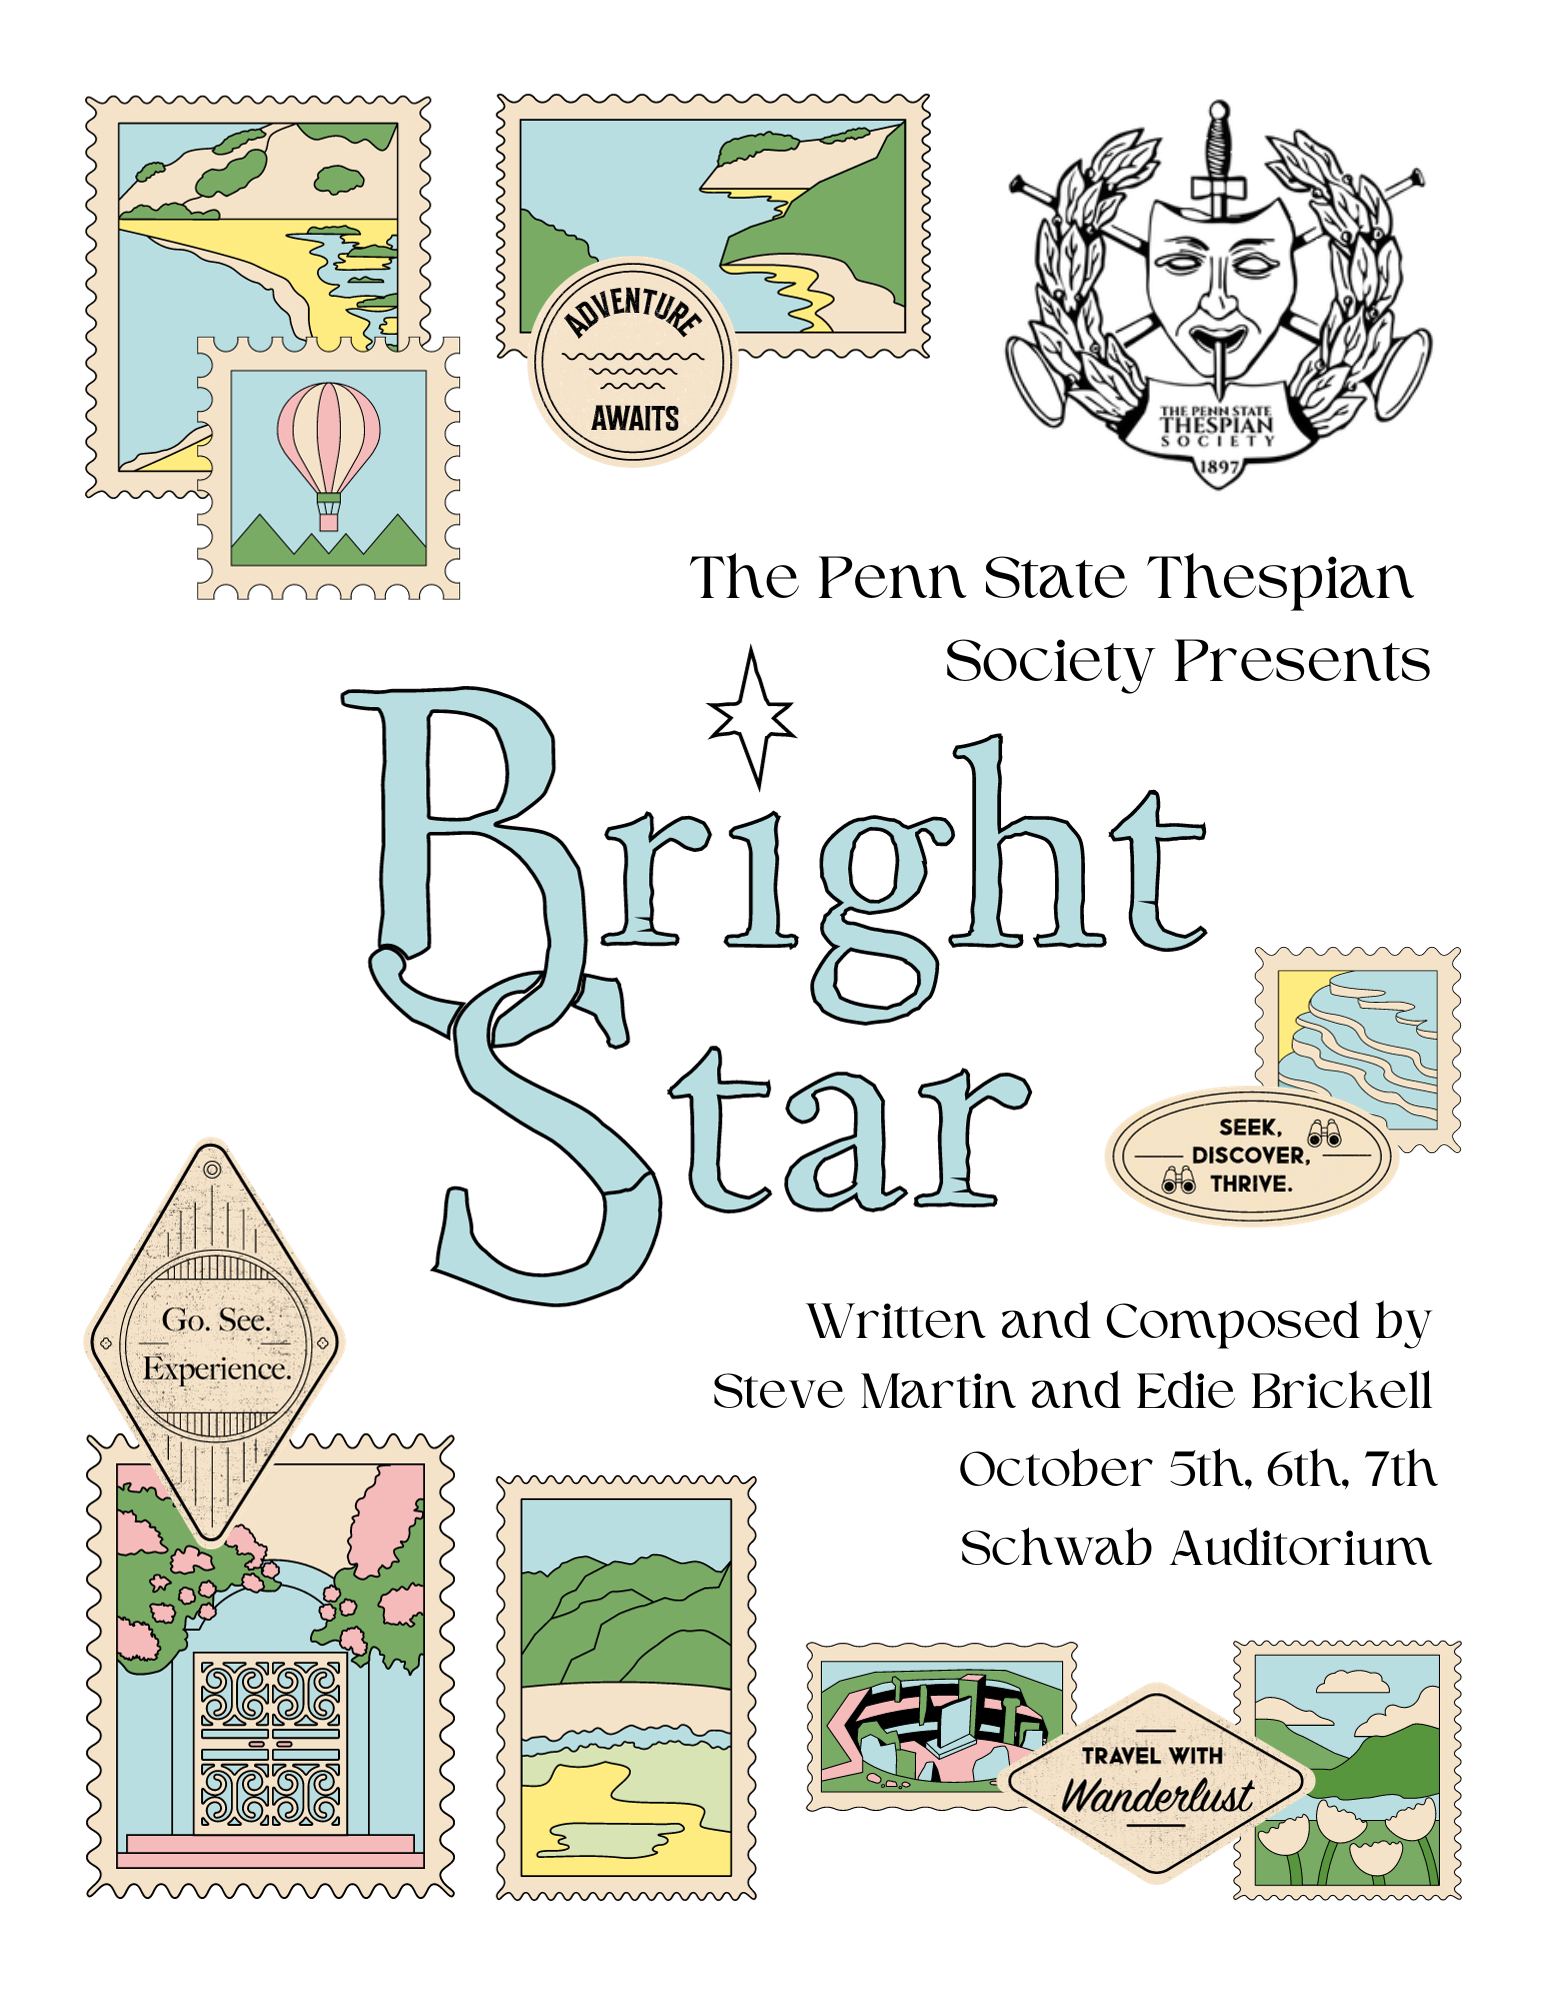 ADVENTURE
AWAITS
THE PENN STATE
THESPIAN
SOCIETY
1897
The Penn State Thespian
Society Presents
Bright
Star
SEEK,
DISCOVER,
THRIVE.
Go. See.
Experience.
Written and Composed by
Steve Martin and Edie Brickell
October 5th, 6th, 7th
Schwab Auditorium
TRAVEL WITH
Wanderlust